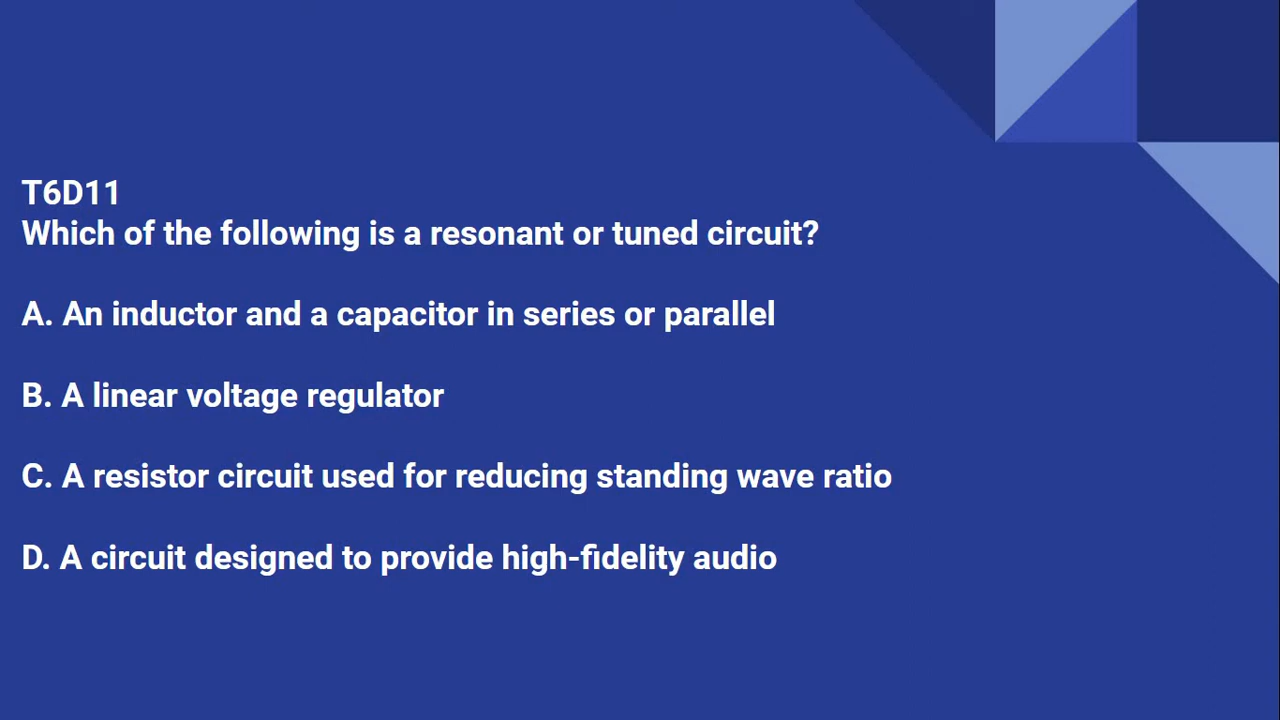 T6D11
Which of the following is a resonant or tuned circuit?
A. An inductor and a capacitor in series or parallel
B. A linear voltage regulator
C. A resistor circuit used for reducing standing wave ratio
D. A circuit designed to provide high-fidelity audio